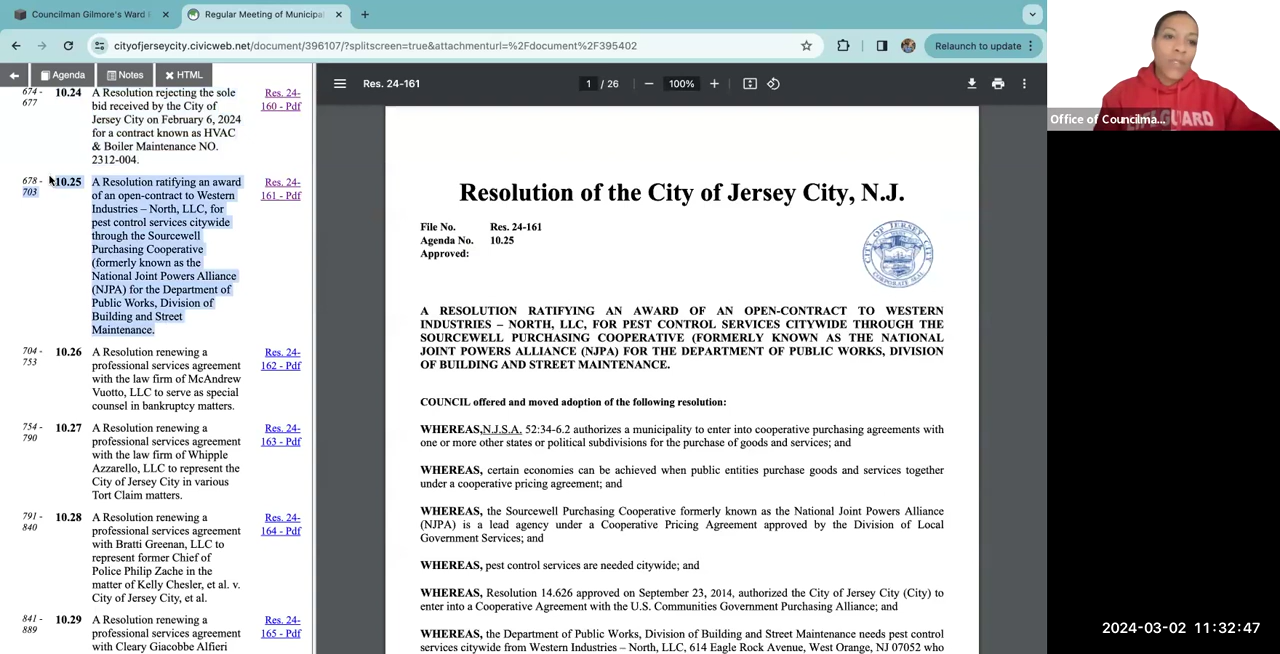 Councilman Gilmore's Ward
Regular Meeting of Municipal
cityofjerseycity.civicweb.net/document/396107/?splitscreen=true&attachmenturl=%2Fdocument%2F395402
Relaunch to update
Agenda
Notes
HTML
674 -
677
10.24
A Resolution rejecting the sole
bid received by the City of
Jersey City on February 6, 2024
for a contract known as HVAC
& Boiler Maintenance NO.
2312-004.
Res. 24-
160 - Pdf
678 -
703
10.25
A Resolution ratifying an award
of an open-contract to Western
Industries – North, LLC, for
pest control services citywide
through the Sourcewell
Purchasing Cooperative
(formerly known as the
National Joint Powers Alliance
(NJPA) for the Department of
Public Works, Division of
Building and Street
Maintenance.
Res. 24-
161 - Pdf
704 -
753
10.26
A Resolution renewing a
professional services agreement
with the law firm of McAndrew
Vuotto, LLC to serve as special
counsel in bankruptcy matters.
Res. 24-
162 - Pdf
754 -
790
10.27
A Resolution renewing a
professional services agreement
with the law firm of Whipple
Azzarello, LLC to represent the
City of Jersey City in various
Tort Claim matters.
Res. 24-
163 - Pdf
791 -
840
10.28
A Resolution renewing a
professional services agreement
with Bratti Greenan, LLC to
represent former Chief of
Police Philip Zache in the
matter of Kelly Chesler, et al. v.
City of Jersey City, et al.
Res. 24-
164 - Pdf
841 -
889
10.29
A Resolution renewing a
professional services agreement
with Cleary Giacobbe Alfieri
Res. 24-
165 - Pdf
Res. 24-161
1 / 26
100%
Resolution of the City of Jersey City, N.J.
File No. Res. 24-161
Agenda No. 10.25
Approved:
A RESOLUTION RATIFYING AN AWARD OF AN OPEN-CONTRACT TO WESTERN
INDUSTRIES – NORTH, LLC, FOR PEST CONTROL SERVICES CITYWIDE THROUGH THE
SOURCEWELL PURCHASING COOPERATIVE (FORMERLY KNOWN AS THE NATIONAL
JOINT POWERS ALLIANCE (NJPA) FOR THE DEPARTMENT OF PUBLIC WORKS, DIVISION
OF BUILDING AND STREET MAINTENANCE.
COUNCIL offered and moved adoption of the following resolution:
WHEREAS,N.J.S.A. 52:34-6.2 authorizes a municipality to enter into cooperative purchasing agreements with
one or more other states or political subdivisions for the purchase of goods and services; and
WHEREAS, certain economies can be achieved when public entities purchase goods and services together
under a cooperative pricing agreement; and
WHEREAS, the Sourcewell Purchasing Cooperative formerly known as the National Joint Powers Alliance
(NJPA) is a lead agency under a Cooperative Pricing Agreement approved by the Division of Local
Government Services; and
WHEREAS, pest control services are needed citywide; and
WHEREAS, Resolution 14.626 approved on September 23, 2014, authorized the City of Jersey City (City) to
enter into a Cooperative Agreement with the U.S. Communities Government Purchasing Alliance; and
WHEREAS, the Department of Public Works, Division of Building and Street Maintenance needs pest control
services citywide from Western Industries – North, LLC, 614 Eagle Rock Avenue, West Orange, NJ 07052 who
Office of Councilma...
2024-03-02 11:32:47